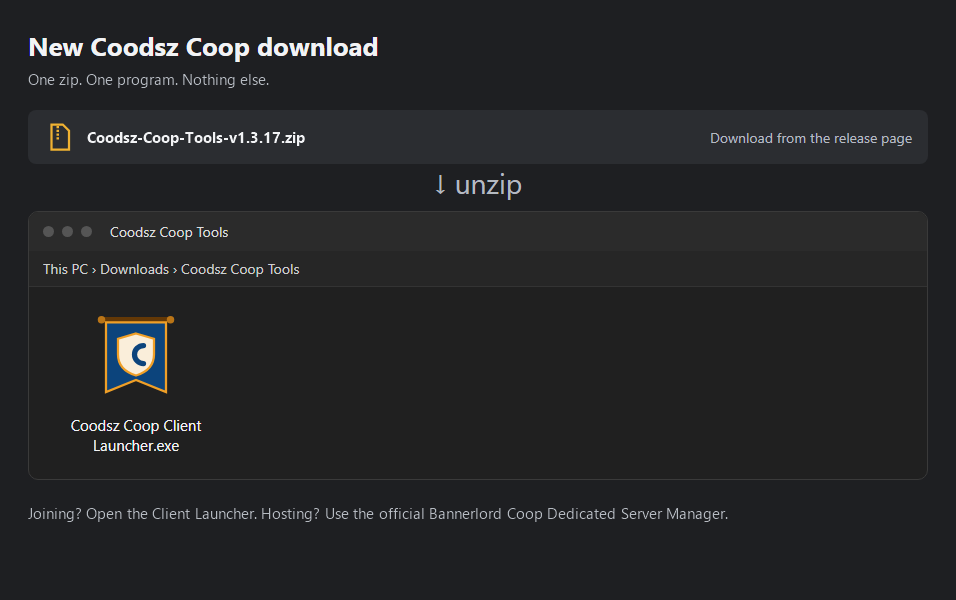 New Coodsz Coop download
One zip. One program. Nothing else.
Coodsz-Coop-Tools-v1.3.17.zip
Download from the release page
↓ unzip
Coodsz Coop Tools
This PC › Downloads › Coodsz Coop Tools
C
Coodsz Coop Client
Launcher.exe
Joining? Open the Client Launcher. Hosting? Use the official Bannerlord Coop Dedicated Server Manager.